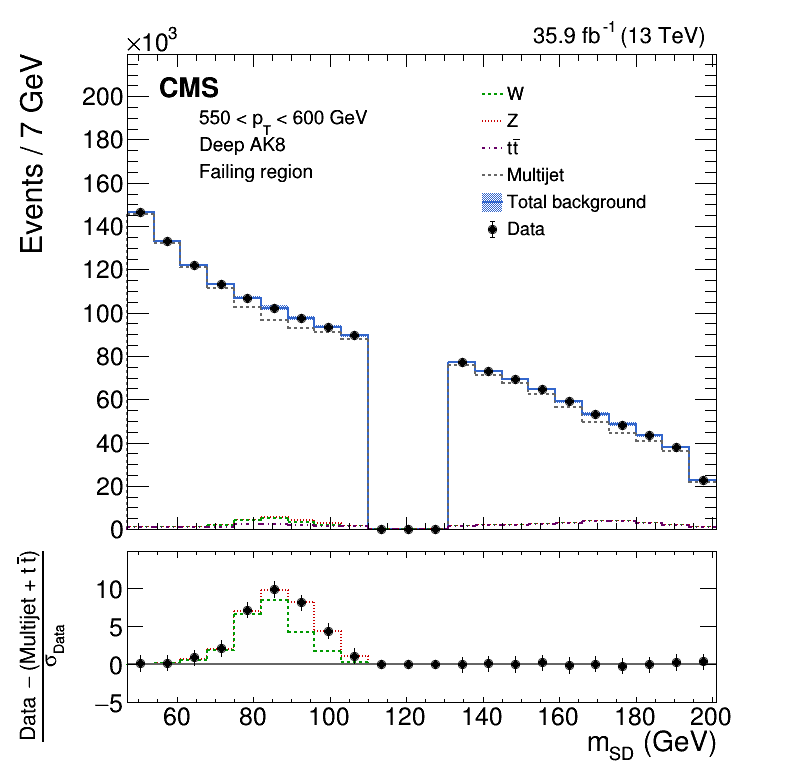 ×10³
35.9 fb⁻¹ (13 TeV)
Events / 7 GeV
CMS
550 < p_T < 600 GeV
Deep AK8
Failing region
W
Z
tt̄
Multijet
Total background
Data
200
180
160
140
120
100
80
60
40
20
0
Data − (Multijet + t t̄)
σ_Data
10
5
0
−5
60 80 100 120 140 160 180 200
m_SD (GeV)